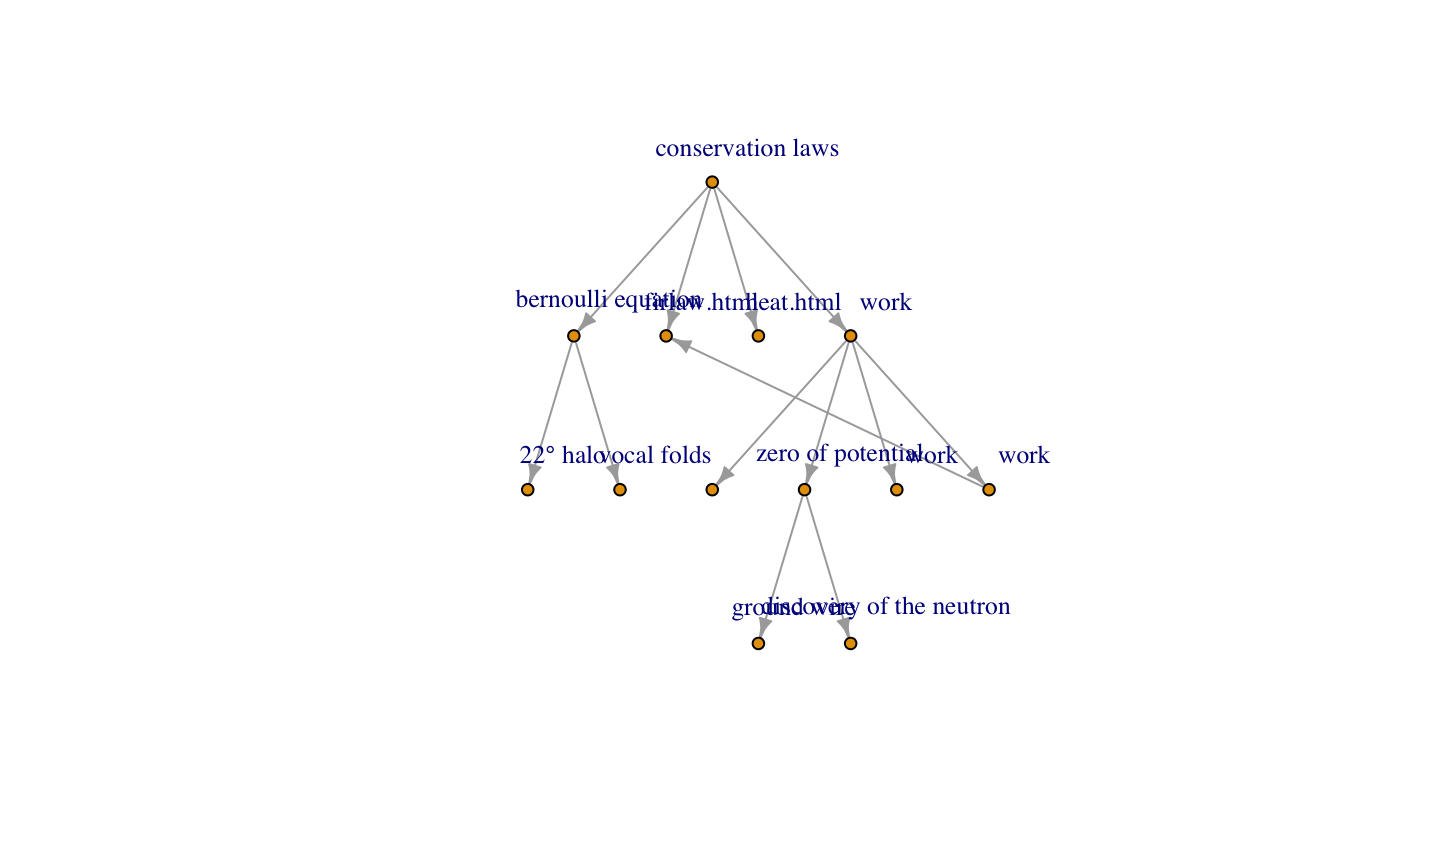 conservation laws
bernoulli equation
firlaw.html
heat.html
work
22° halo
vocal folds
zero of potential
work
work
ground wire
discovery of the neutron